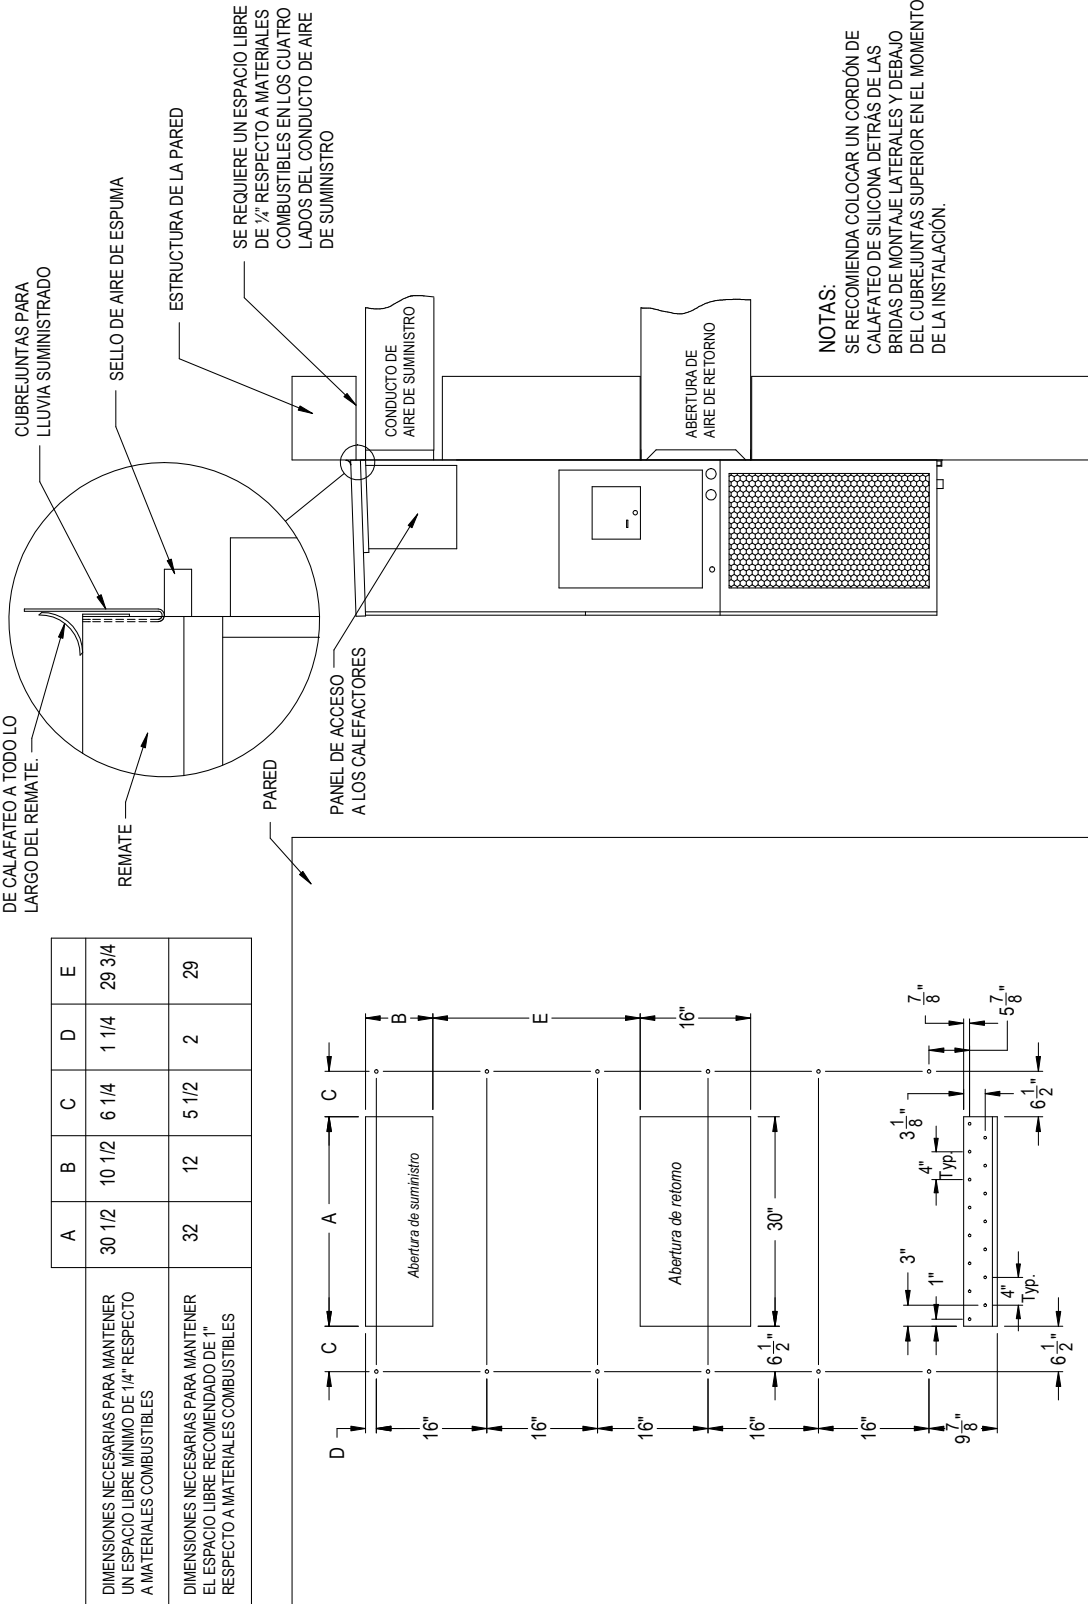 DE CALAFATEO A TODO LO
LARGO DEL REMATE.
CUBREJUNTAS PARA
LLUVIA SUMINISTRADO
SELLO DE AIRE DE ESPUMA
ESTRUCTURA DE LA PARED
SE REQUIERE UN ESPACIO LIBRE
DE ¼" RESPECTO A MATERIALES
COMBUSTIBLES EN LOS CUATRO
LADOS DEL CONDUCTO DE AIRE
DE SUMINISTRO
REMATE
PARED
PANEL DE ACCESO
A LOS CALEFACTORES
CONDUCTO DE
AIRE DE SUMINISTRO
ABERTURA DE
AIRE DE RETORNO
NOTAS:
SE RECOMIENDA COLOCAR UN CORDÓN DE
CALAFATEO DE SILICONA DETRÁS DE LAS
BRIDAS DE MONTAJE LATERALES Y DEBAJO
DEL CUBREJUNTAS SUPERIOR EN EL MOMENTO
DE LA INSTALACIÓN.
A B C D E
DIMENSIONES NECESARIAS PARA MANTENER
UN ESPACIO LIBRE MÍNIMO DE 1/4" RESPECTO
A MATERIALES COMBUSTIBLES
30 1/2 10 1/2 6 1/4 1 1/4 29 3/4
DIMENSIONES NECESARIAS PARA MANTENER
EL ESPACIO LIBRE RECOMENDADO DE 1"
RESPECTO A MATERIALES COMBUSTIBLES
32 12 5 1/2 2 29
D
C
A
C
B
Abertura de suministro
E
16"
16"
16"
16"
16"
16"
Abertura de retorno
30"
6 1/2"
9 7/8"
6 1/2"
1"
3"
4"
Typ.
4"
Typ.
3 1/8"
6 1/2"
7/8"
5 7/8"